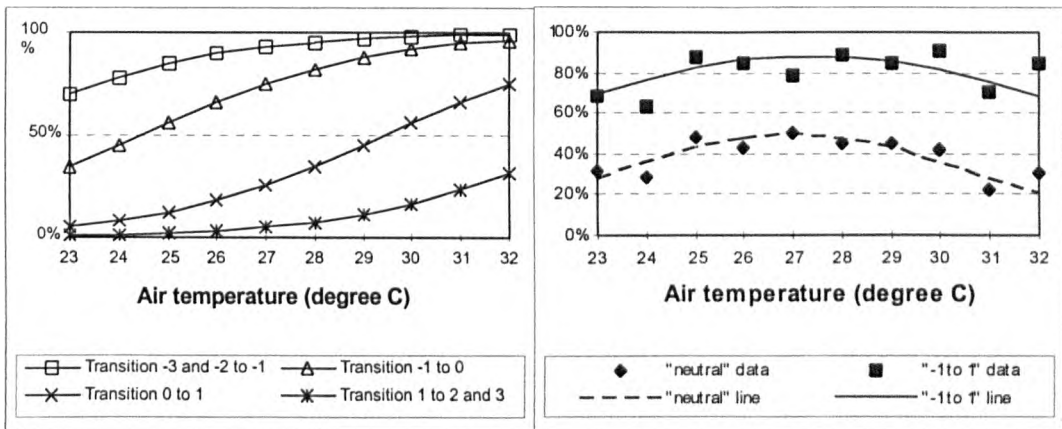 100
%
50%
0%
23 24 25 26 27 28 29 30 31 32
Air temperature (degree C)
Transition -3 and -2 to -1
Transition -1 to 0
Transition 0 to 1
Transition 1 to 2 and 3
100%
80%
60%
40%
20%
0%
23 24 25 26 27 28 29 30 31 32
Air temperature (degree C)
"neutral" data
"-1 to 1" data
"neutral" line
"-1 to 1" line